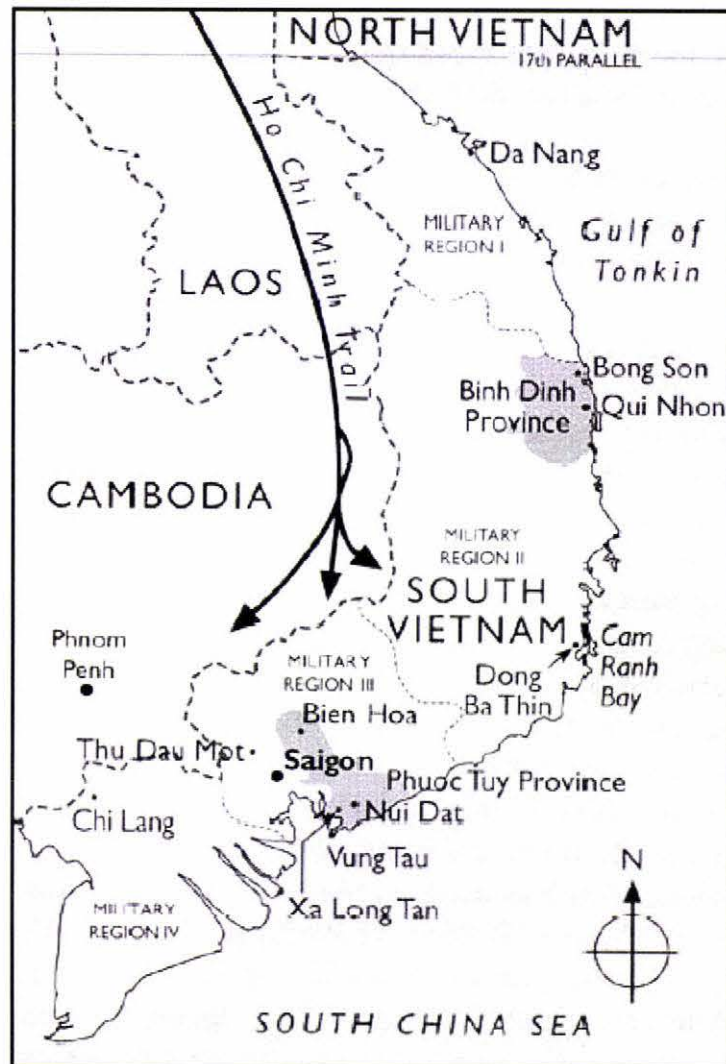 NORTH VIETNAM
17th PARALLEL
Ho Chi Minh Trail
Da Nang
MILITARY
REGION I
Gulf of
Tonkin
LAOS
Bong Son
Binh Dinh
Province
Qui Nhon
CAMBODIA
MILITARY
REGION II
SOUTH
VIETNAM
Cam
Ranh
Bay
Dong
Ba Thin
Phnom
Penh
MILITARY
REGION III
Bien Hoa
Thu Dau Mot
Saigon
Phuoc Tuy Province
Nui Dat
Chi Lang
Vung Tau
Xa Long Tan
MILITARY
REGION IV
N
SOUTH CHINA SEA